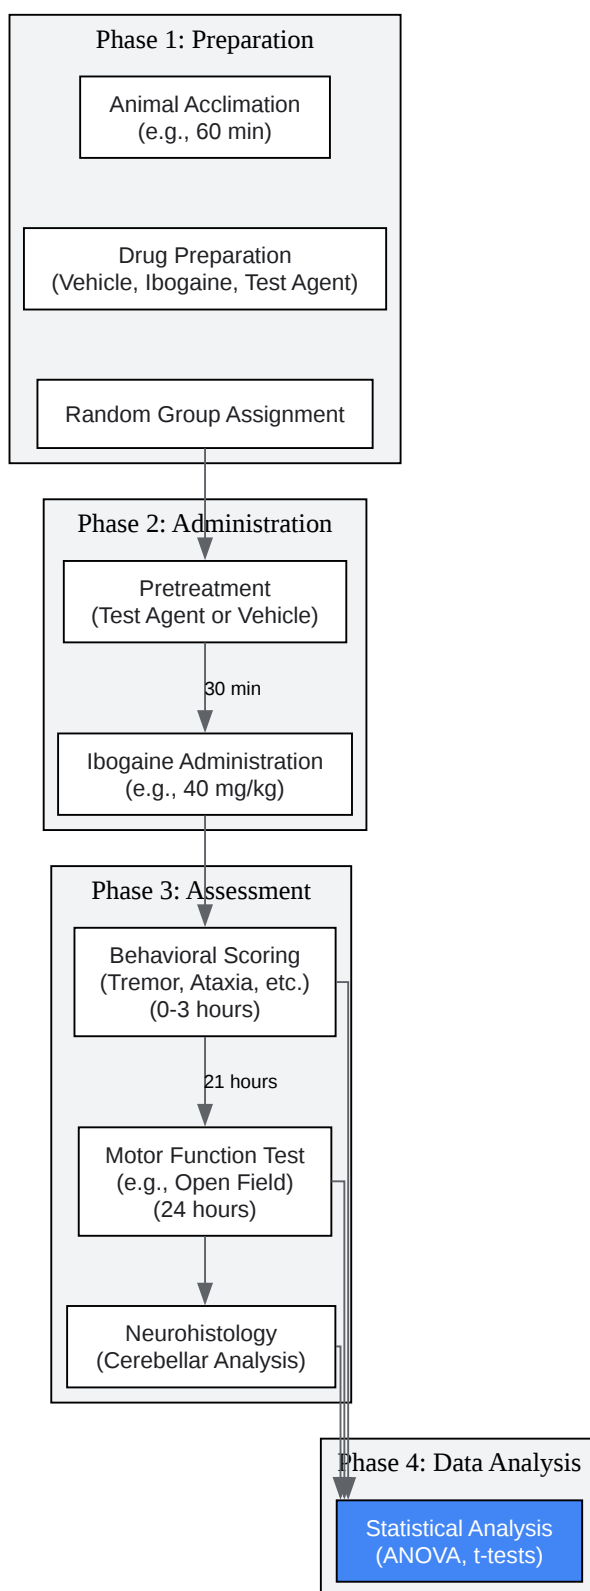 Phase 1: Preparation
Animal Acclimation
(e.g., 60 min)
Drug Preparation
(Vehicle, Ibogaine, Test Agent)
Random Group Assignment
Phase 2: Administration
Pretreatment
(Test Agent or Vehicle)
30 min
Ibogaine Administration
(e.g., 40 mg/kg)
Phase 3: Assessment
Behavioral Scoring
(Tremor, Ataxia, etc.)
(0-3 hours)
21 hours
Motor Function Test
(e.g., Open Field)
(24 hours)
Neurohistology
(Cerebellar Analysis)
Phase 4: Data Analysis
Statistical Analysis
(ANOVA, t-tests)